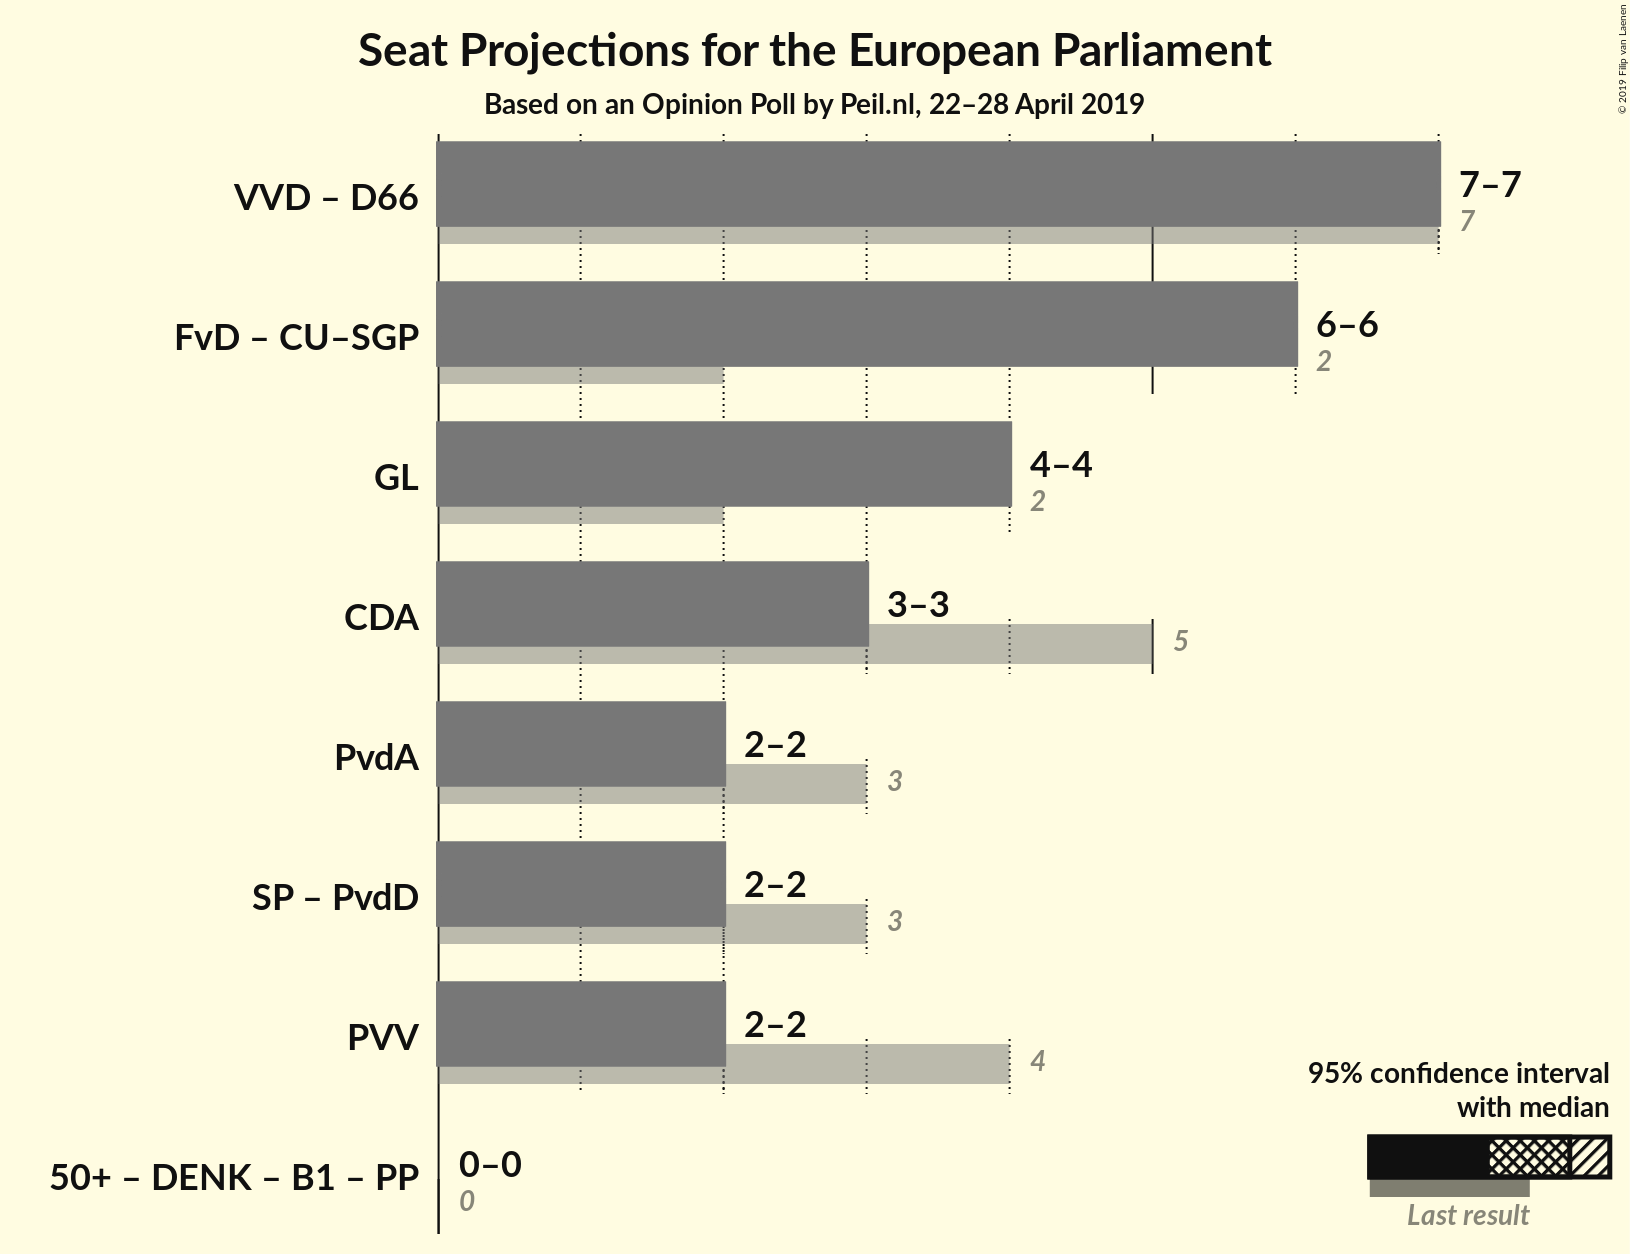 Seat Projections for the European Parliament
Based on an Opinion Poll by Peil.nl, 22–28 April 2019
© 2019 Filip van Laenen
VVD – D66
7–7
7
FvD – CU–SGP
6–6
2
GL
4–4
2
CDA
3–3
5
PvdA
2–2
3
SP – PvdD
2–2
3
PVV
2–2
4
50+ – DENK – B1 – PP
0–0
0
95% confidence interval
with median
Last result